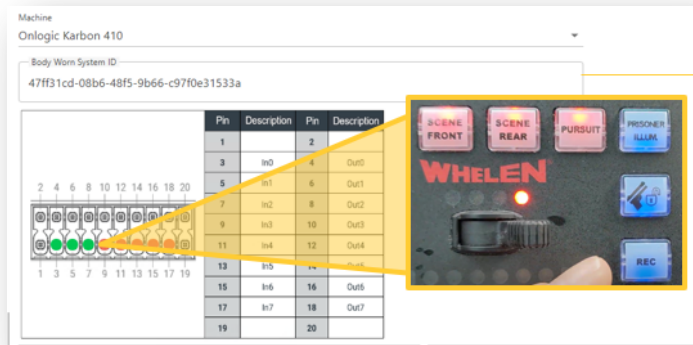 Machine
Onlogic Karbon 410
Body Worn System ID
47ff31cd-08b6-48f5-9b66-c97f0e31533a
Pin Description Pin Description
1 2
3 In0 4 Out0
5 In1 6 Out1
7 In2 8 Out2
9 In3 10 Out3
11 In4 12 Out4
13 In5 14
15 In6 16 Out6
17 In7 18 Out7
19 20
2 4 6 8 10 12 14 16 18 20
1 3 5 7 9 11 13 15 17 19
SCENE FRONT
SCENE REAR
PURSUIT
PRISONER ILLUM.
WHELEN
REC